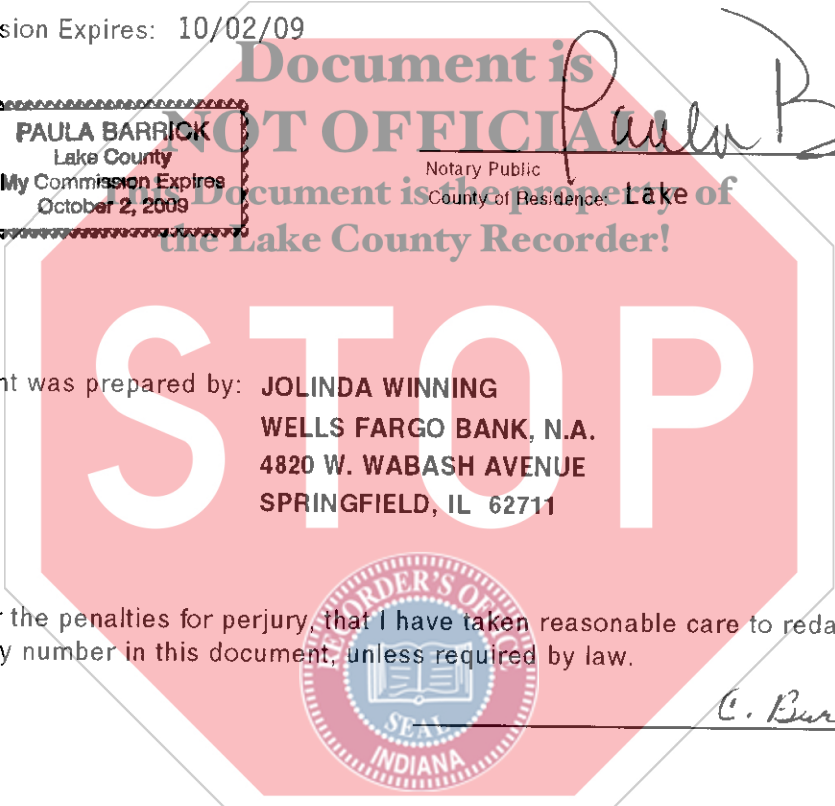 sion Expires: 10/02/09
Document is
NOT OFFICIAL!
This Document is the property of
the Lake County Recorder!
PAULA BARRICK
Lake County
My Commission Expires
October 2, 2009
Paula B
Notary Public
County of Residence: Lake
STOP
nt was prepared by: JOLINDA WINNING
WELLS FARGO BANK, N.A.
4820 W. WABASH AVENUE
SPRINGFIELD, IL 62711
r the penalties for perjury, that I have taken reasonable care to reda
y number in this document, unless required by law.
C. Bur
RECORDER'S OFFICE
SEAL
INDIANA